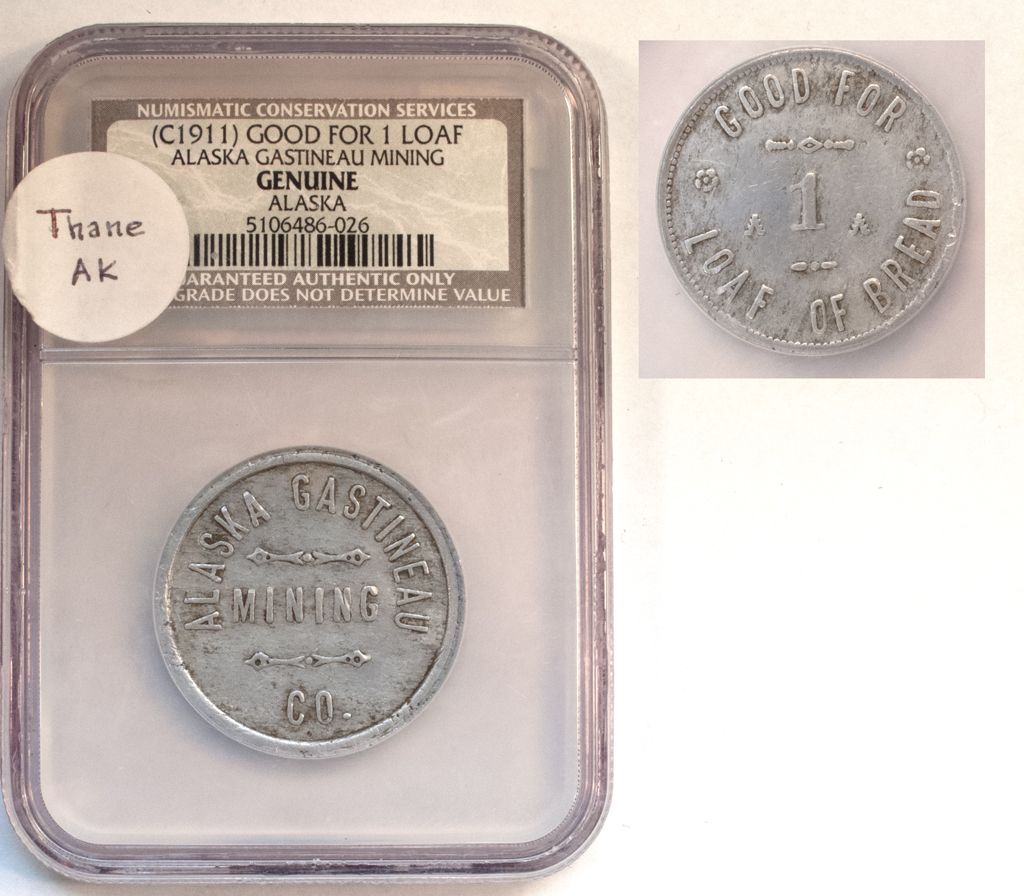 NUMISMATIC CONSERVATION SERVICES
(C1911) GOOD FOR 1 LOAF
ALASKA GASTINEAU MINING
GENUINE
ALASKA
5106486-026
ARANTEED AUTHENTIC ONLY
GRADE DOES NOT DETERMINE VALUE
Thane
AK
ALASKA GASTINEAU
MINING
CO.
GOOD FOR
1
LOAF OF BREAD